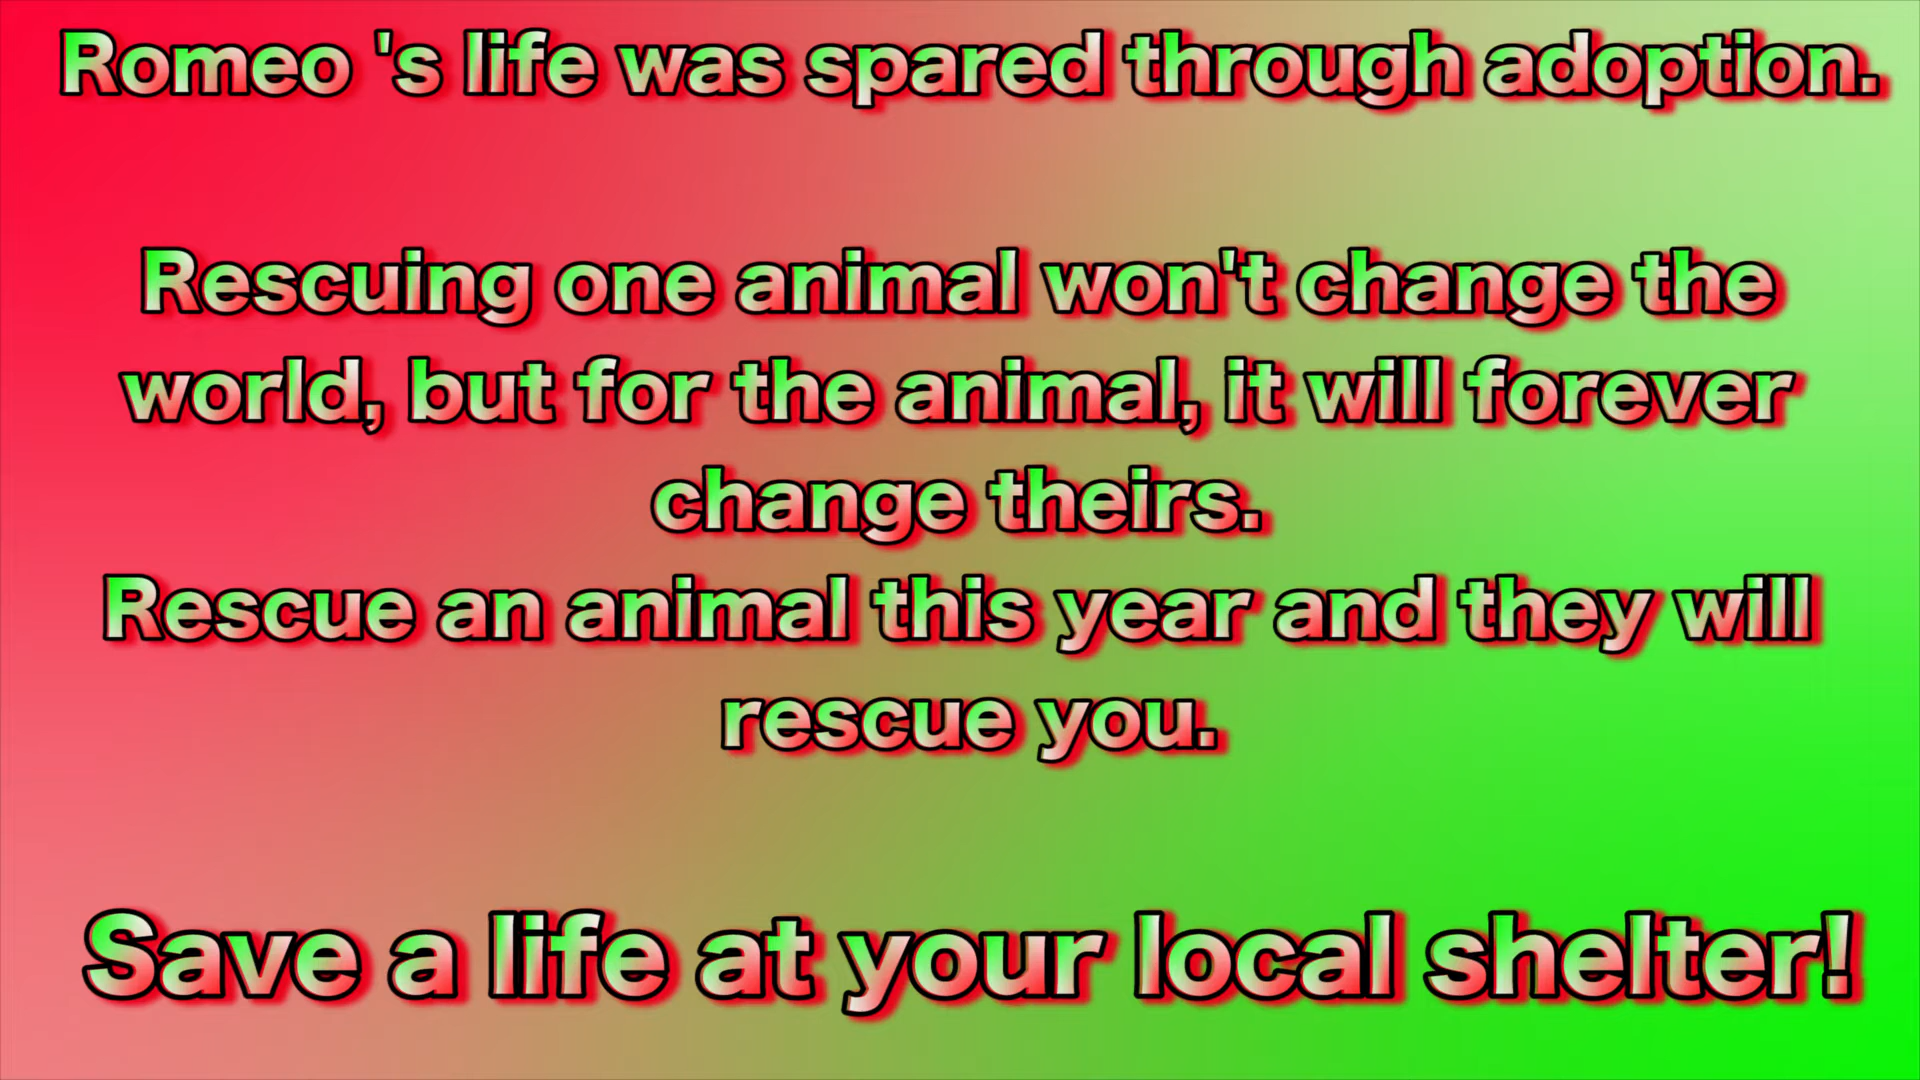 Romeo 's life was spared through adoption.
Rescuing one animal won't change the
world, but for the animal, it will forever
change theirs.
Rescue an animal this year and they will
rescue you.
Save a life at your local shelter!